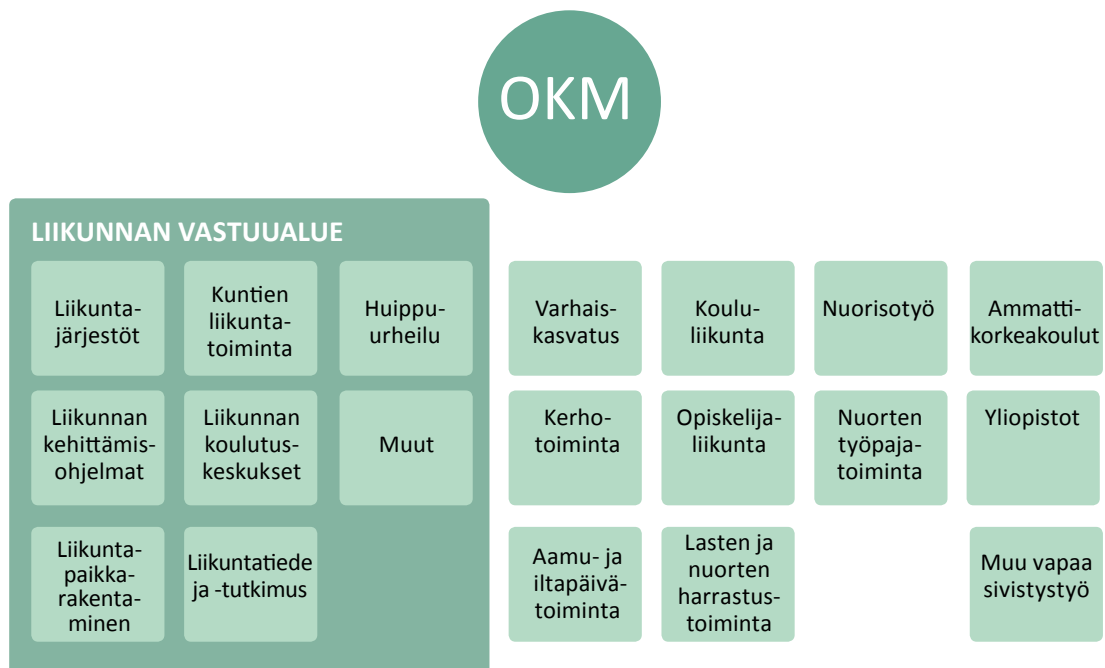 OKM
LIIKUNNAN VASTUUALUE
Liikunta-
järjestöt
Kuntien
liikunta-
toiminta
Huippu-
urheilu
Varhais-
kasvatus
Koulu-
liikunta
Nuorisotyö
Ammatti-
korkeakoulut
Liikunnan
kehittämis-
ohjelmat
Liikunnan
koulutus-
keskukset
Muut
Kerho-
toiminta
Opiskelija-
liikunta
Nuorten
työpaja-
toiminta
Yliopistot
Liikunta-
paikka-
rakenta-
minen
Liikuntatiede
ja -tutkimus
Aamu- ja
iltapäivä-
toiminta
Lasten ja
nuorten
harrastus-
toiminta
Muu vapaa
sivistystyö